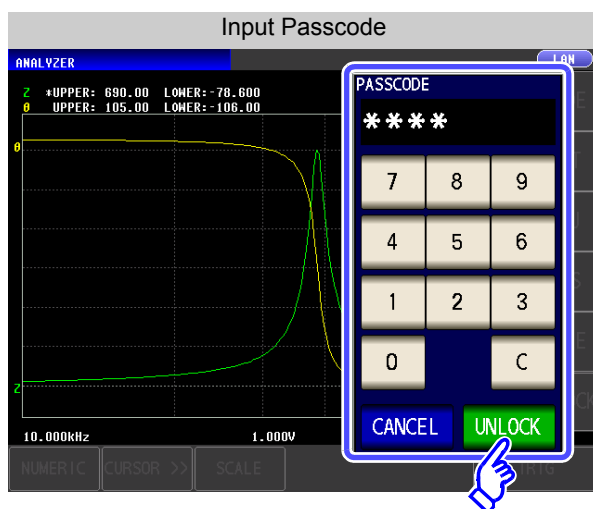 Input Passcode
ANALYZER
LAN
Z *UPPER: 690.00 LOWER:-78.600
θ UPPER: 105.00 LOWER:-106.00
θ
Z
10.000kHz 1.000V
PASSCODE
****
7 8 9
4 5 6
1 2 3
0 C
CANCEL UNLOCK
NUMERIC CURSOR >> SCALE